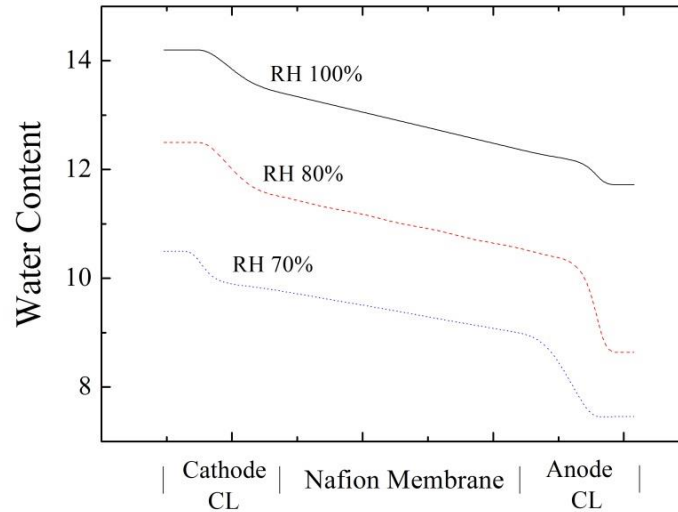 Water Content
14
12
10
8
RH 100%
RH 80%
RH 70%
| Cathode CL | Nafion Membrane | Anode CL |